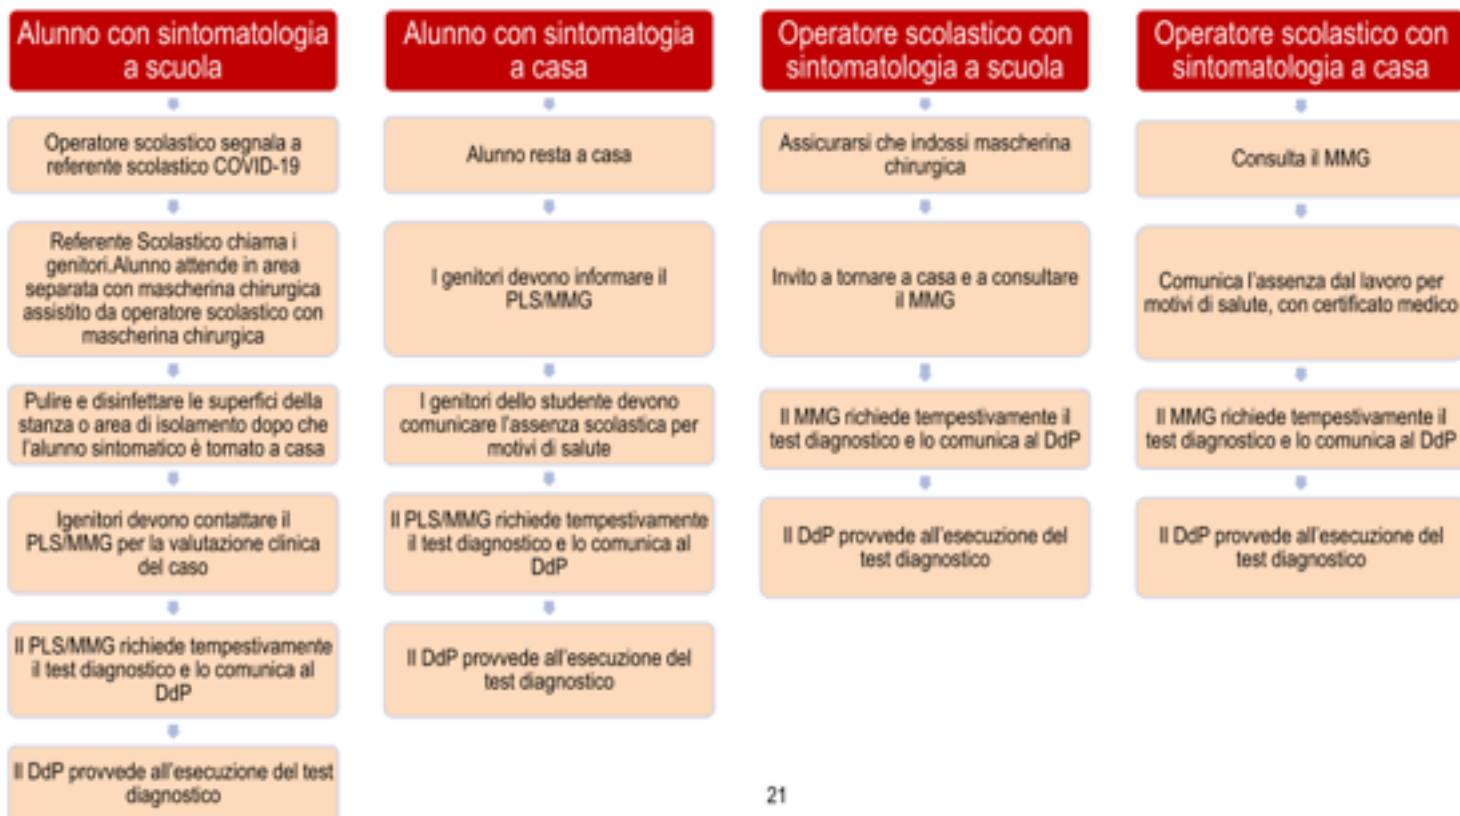 Alunno con sintomatologia
a scuola
Operatore scolastico segnala a
referente scolastico COVID-19
Referente Scolastico chiama i
genitori.Alunno attende in area
separata con mascherina chirurgica
assistito da operatore scolastico con
mascherina chirurgica
Pulire e disinfettare le superfici della
stanza o area di isolamento dopo che
l'alunno sintomatico è tornato a casa
Igenitori devono contattare il
PLS/MMG per la valutazione clinica
del caso
Il PLS/MMG richiede tempestivamente
il test diagnostico e lo comunica al
DdP
Il DdP provvede all'esecuzione del test
diagnostico
Alunno con sintomatogia
a casa
Alunno resta a casa
I genitori devono informare il
PLS/MMG
I genitori dello studente devono
comunicare l'assenza scolastica per
motivi di salute
Il PLS/MMG richiede tempestivamente
il test diagnostico e lo comunica al
DdP
Il DdP provvede all'esecuzione del
test diagnostico
Operatore scolastico con
sintomatologia a scuola
Assicurarsi che indossi mascherina
chirurgica
Invito a tornare a casa e a consultare
il MMG
Il MMG richiede tempestivamente il
test diagnostico e lo comunica al DdP
Il DdP provvede all'esecuzione del
test diagnostico
Operatore scolastico con
sintomatologia a casa
Consulta il MMG
Comunica l'assenza dal lavoro per
motivi di salute, con certificato medico
Il MMG richiede tempestivamente il
test diagnostico e lo comunica al DdP
Il DdP provvede all'esecuzione del
test diagnostico
21